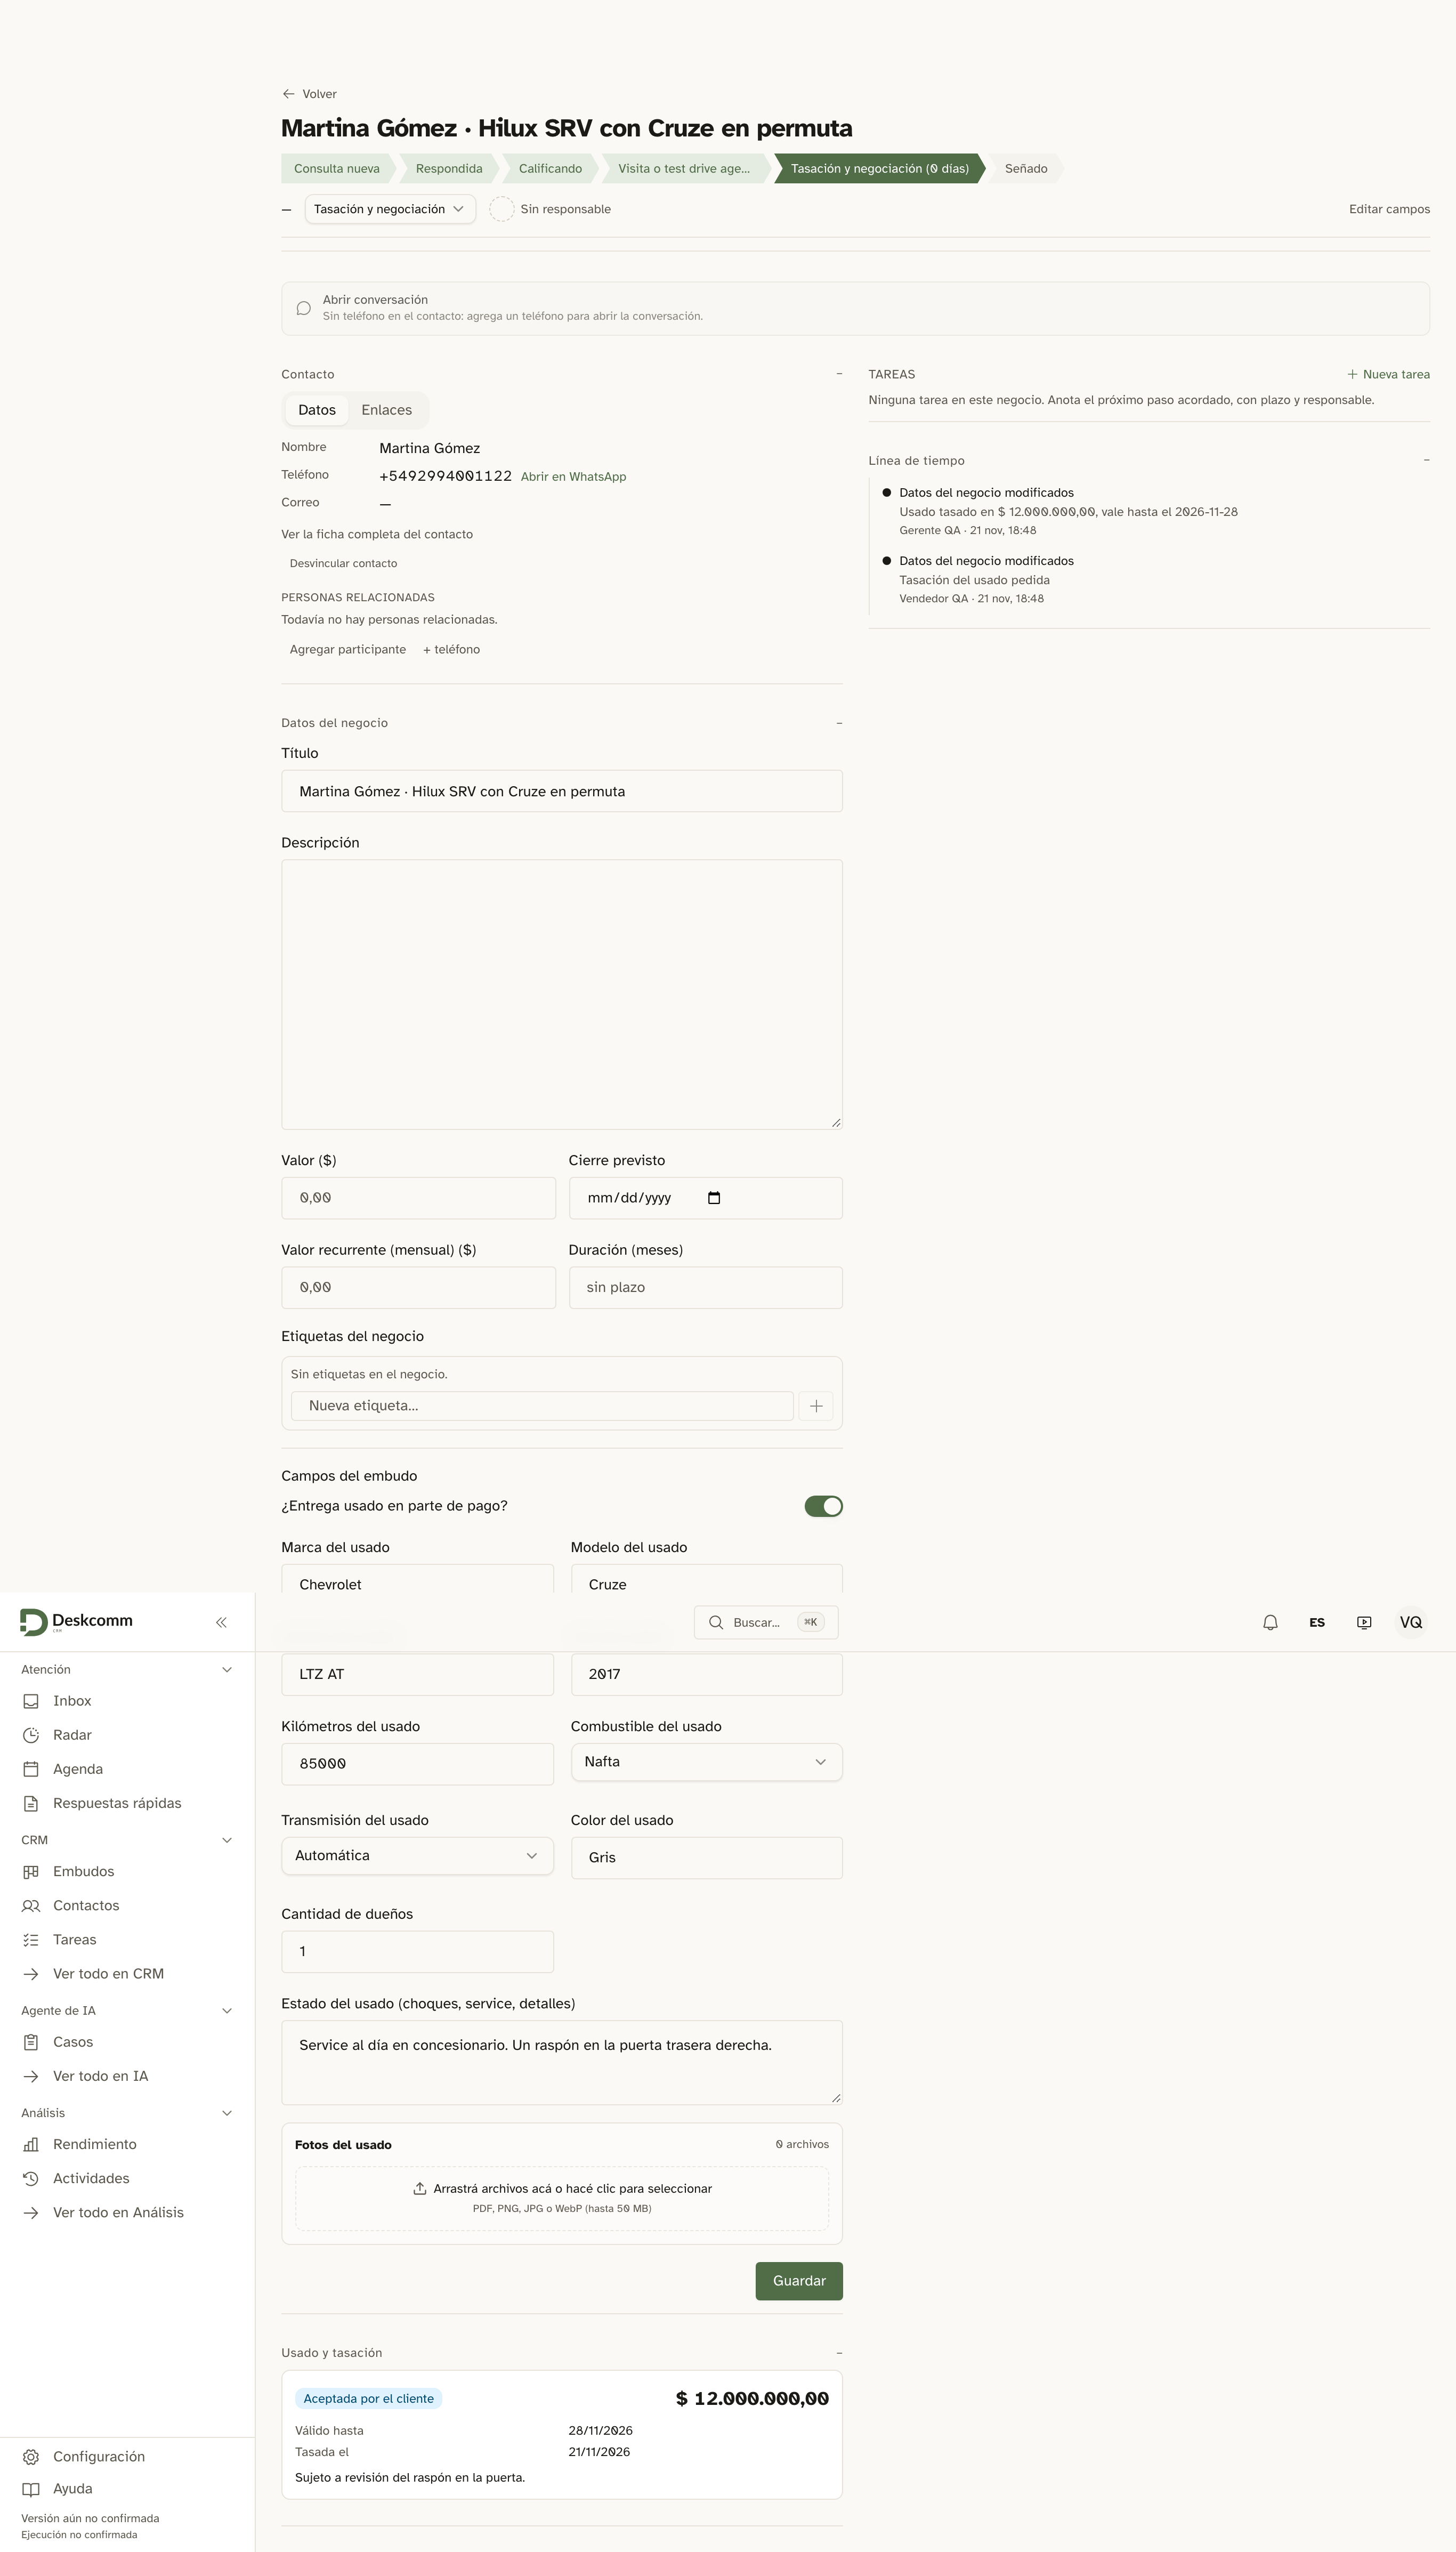 Volver
Martina Gómez · Hilux SRV con Cruze en permuta
Consulta nueva
Respondida
Calificando
Visita o test drive age...
Tasación y negociación (0 días)
Señado
—
Tasación y negociación
Sin responsable
Editar campos
Abrir conversación
Sin teléfono en el contacto: agrega un teléfono para abrir la conversación.
Contacto
Datos
Enlaces
Nombre
Martina Gómez
Teléfono
+5492994001122 Abrir en WhatsApp
Correo
—
Ver la ficha completa del contacto
Desvincular contacto
PERSONAS RELACIONADAS
Todavía no hay personas relacionadas.
Agregar participante
+ teléfono
TAREAS
Nueva tarea
Ninguna tarea en este negocio. Anota el próximo paso acordado, con plazo y responsable.
Línea de tiempo
Datos del negocio modificados
Usado tasado en $ 12.000.000,00, vale hasta el 2026-11-28
Gerente QA · 21 nov, 18:48
Datos del negocio modificados
Tasación del usado pedida
Vendedor QA · 21 nov, 18:48
Datos del negocio
Título
Martina Gómez · Hilux SRV con Cruze en permuta
Descripción
Valor ($)
0,00
Cierre previsto
mm/dd/yyyy
Valor recurrente (mensual) ($)
0,00
Duración (meses)
sin plazo
Etiquetas del negocio
Sin etiquetas en el negocio.
Nueva etiqueta...
Campos del embudo
¿Entrega usado en parte de pago?
Marca del usado
Chevrolet
Modelo del usado
Cruze
Deskcomm
Buscar...
⌘K
ES
VQ
LTZ AT
2017
Kilómetros del usado
85000
Combustible del usado
Nafta
Transmisión del usado
Automática
Color del usado
Gris
Cantidad de dueños
1
Estado del usado (choques, service, detalles)
Service al día en concesionario. Un raspón en la puerta trasera derecha.
Fotos del usado
0 archivos
Arrastrá archivos acá o hacé clic para seleccionar
PDF, PNG, JPG o WebP (hasta 50 MB)
Guardar
Usado y tasación
Aceptada por el cliente
$ 12.000.000,00
Válido hasta
28/11/2026
Tasada el
21/11/2026
Sujeto a revisión del raspón en la puerta.
Atención
Inbox
Radar
Agenda
Respuestas rápidas
CRM
Embudos
Contactos
Tareas
Ver todo en CRM
Agente de IA
Casos
Ver todo en IA
Análisis
Rendimiento
Actividades
Ver todo en Análisis
Configuración
Ayuda
Versión aún no confirmada
Ejecución no confirmada